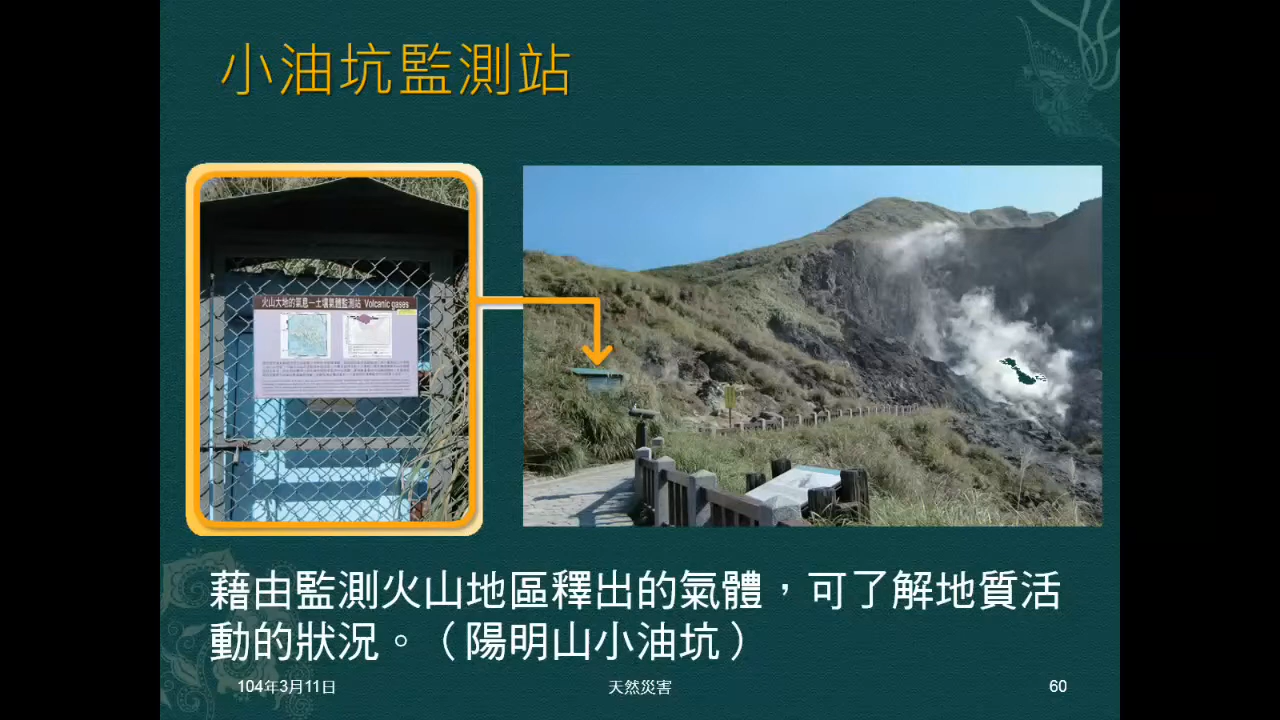 小油坑監測站
火山大地的氣息—土壤氣體監測站 Volcanic gases
藉由監測火山地區釋出的氣體，可了解地質活
動的狀況。（陽明山小油坑）
104年3月11日
天然災害
60